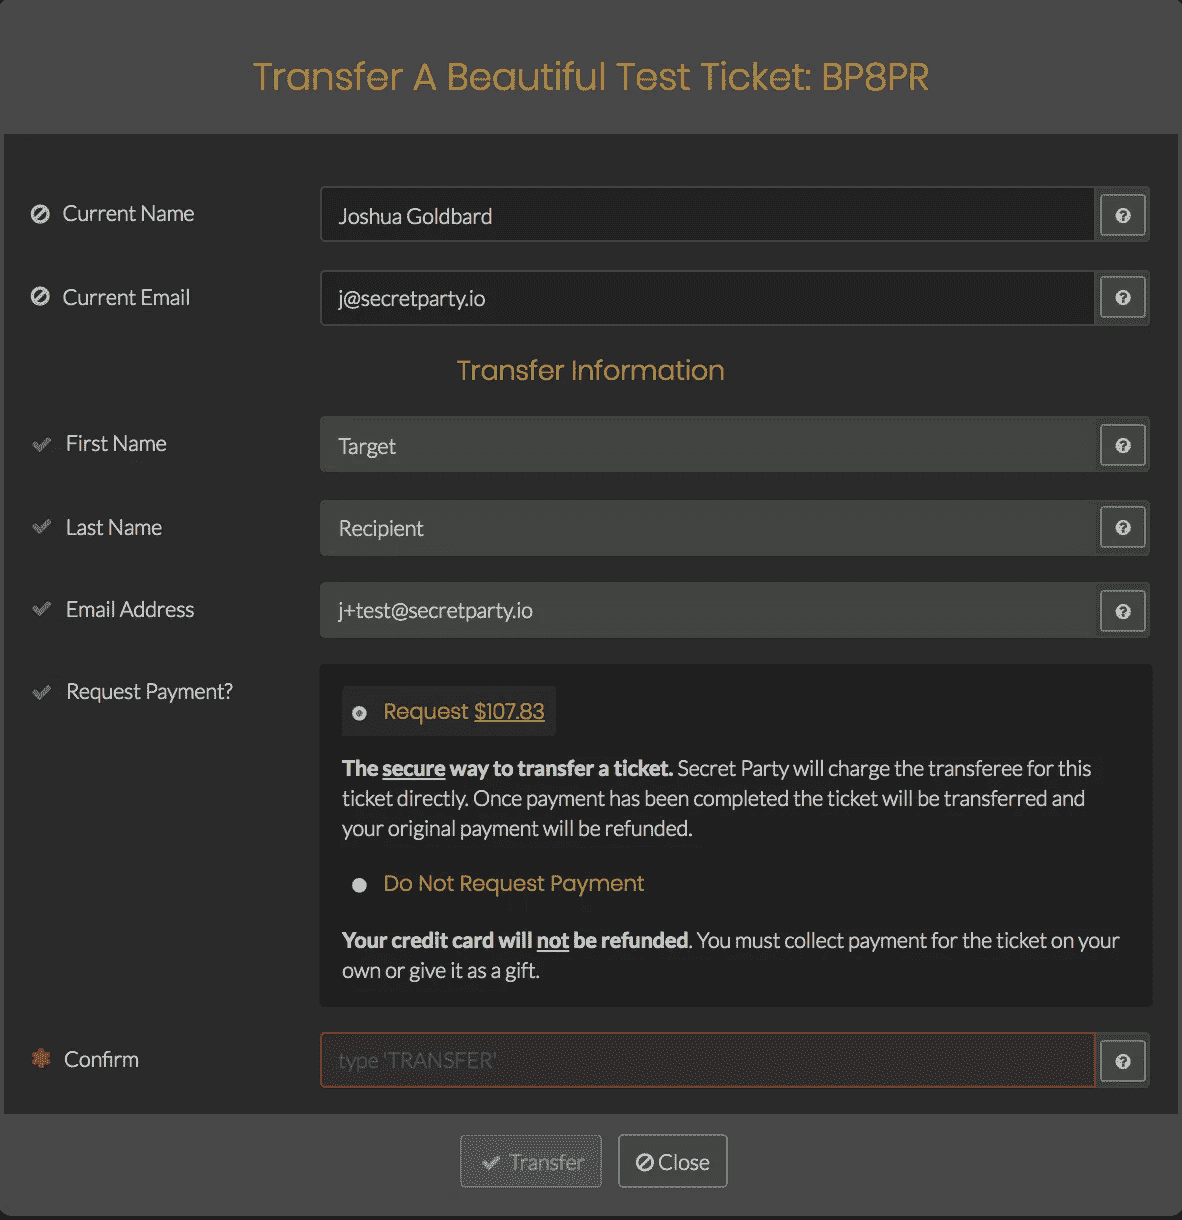 Transfer A Beautiful Test Ticket: BP8PR
Current Name
Joshua Goldbard
Current Email
j@secretparty.io
Transfer Information
First Name
Target
Last Name
Recipient
Email Address
j+test@secretparty.io
Request Payment?
Request $107.83
The secure way to transfer a ticket. Secret Party will charge the transferee for this
ticket directly. Once payment has been completed the ticket will be transferred and
your original payment will be refunded.
Do Not Request Payment
Your credit card will not be refunded. You must collect payment for the ticket on your
own or give it as a gift.
Confirm
type 'TRANSFER'
Transfer
Close